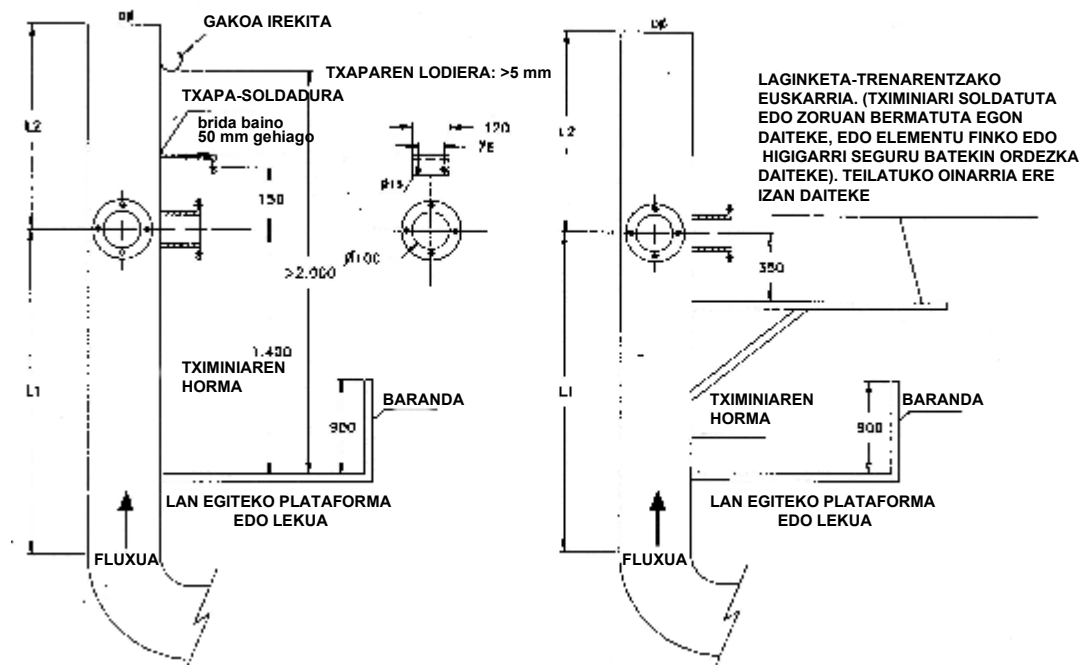 GAKOA IREKITA
TXAPAREN LODIERA: >5 mm
TXAPA-SOLDADURA
brida baino
50 mm gehiago
L2
120
150
Ø100
>2.000
1.400
TXIMINIAREN
HORMA
L1
900
BARANDA
LAN EGITEKO PLATAFORMA
EDO LEKUA
FLUXUA
LAGINKETA-TRENARENTZAKO
EUSKARRIA. (TXIMINIARI SOLDATUTA
EDO ZORUAN BERMATUTA EGON
DAITEKE, EDO ELEMENTU FINKO EDO
HIGIGARRI SEGURU BATEKIN ORDEZKA
DAITEKE). TEILATUKO OINARRIA ERE
IZAN DAITEKE
L2
350
L1
TXIMINIAREN
HORMA
BARANDA
900
LAN EGITEKO PLATAFORMA
EDO LEKUA
FLUXUA